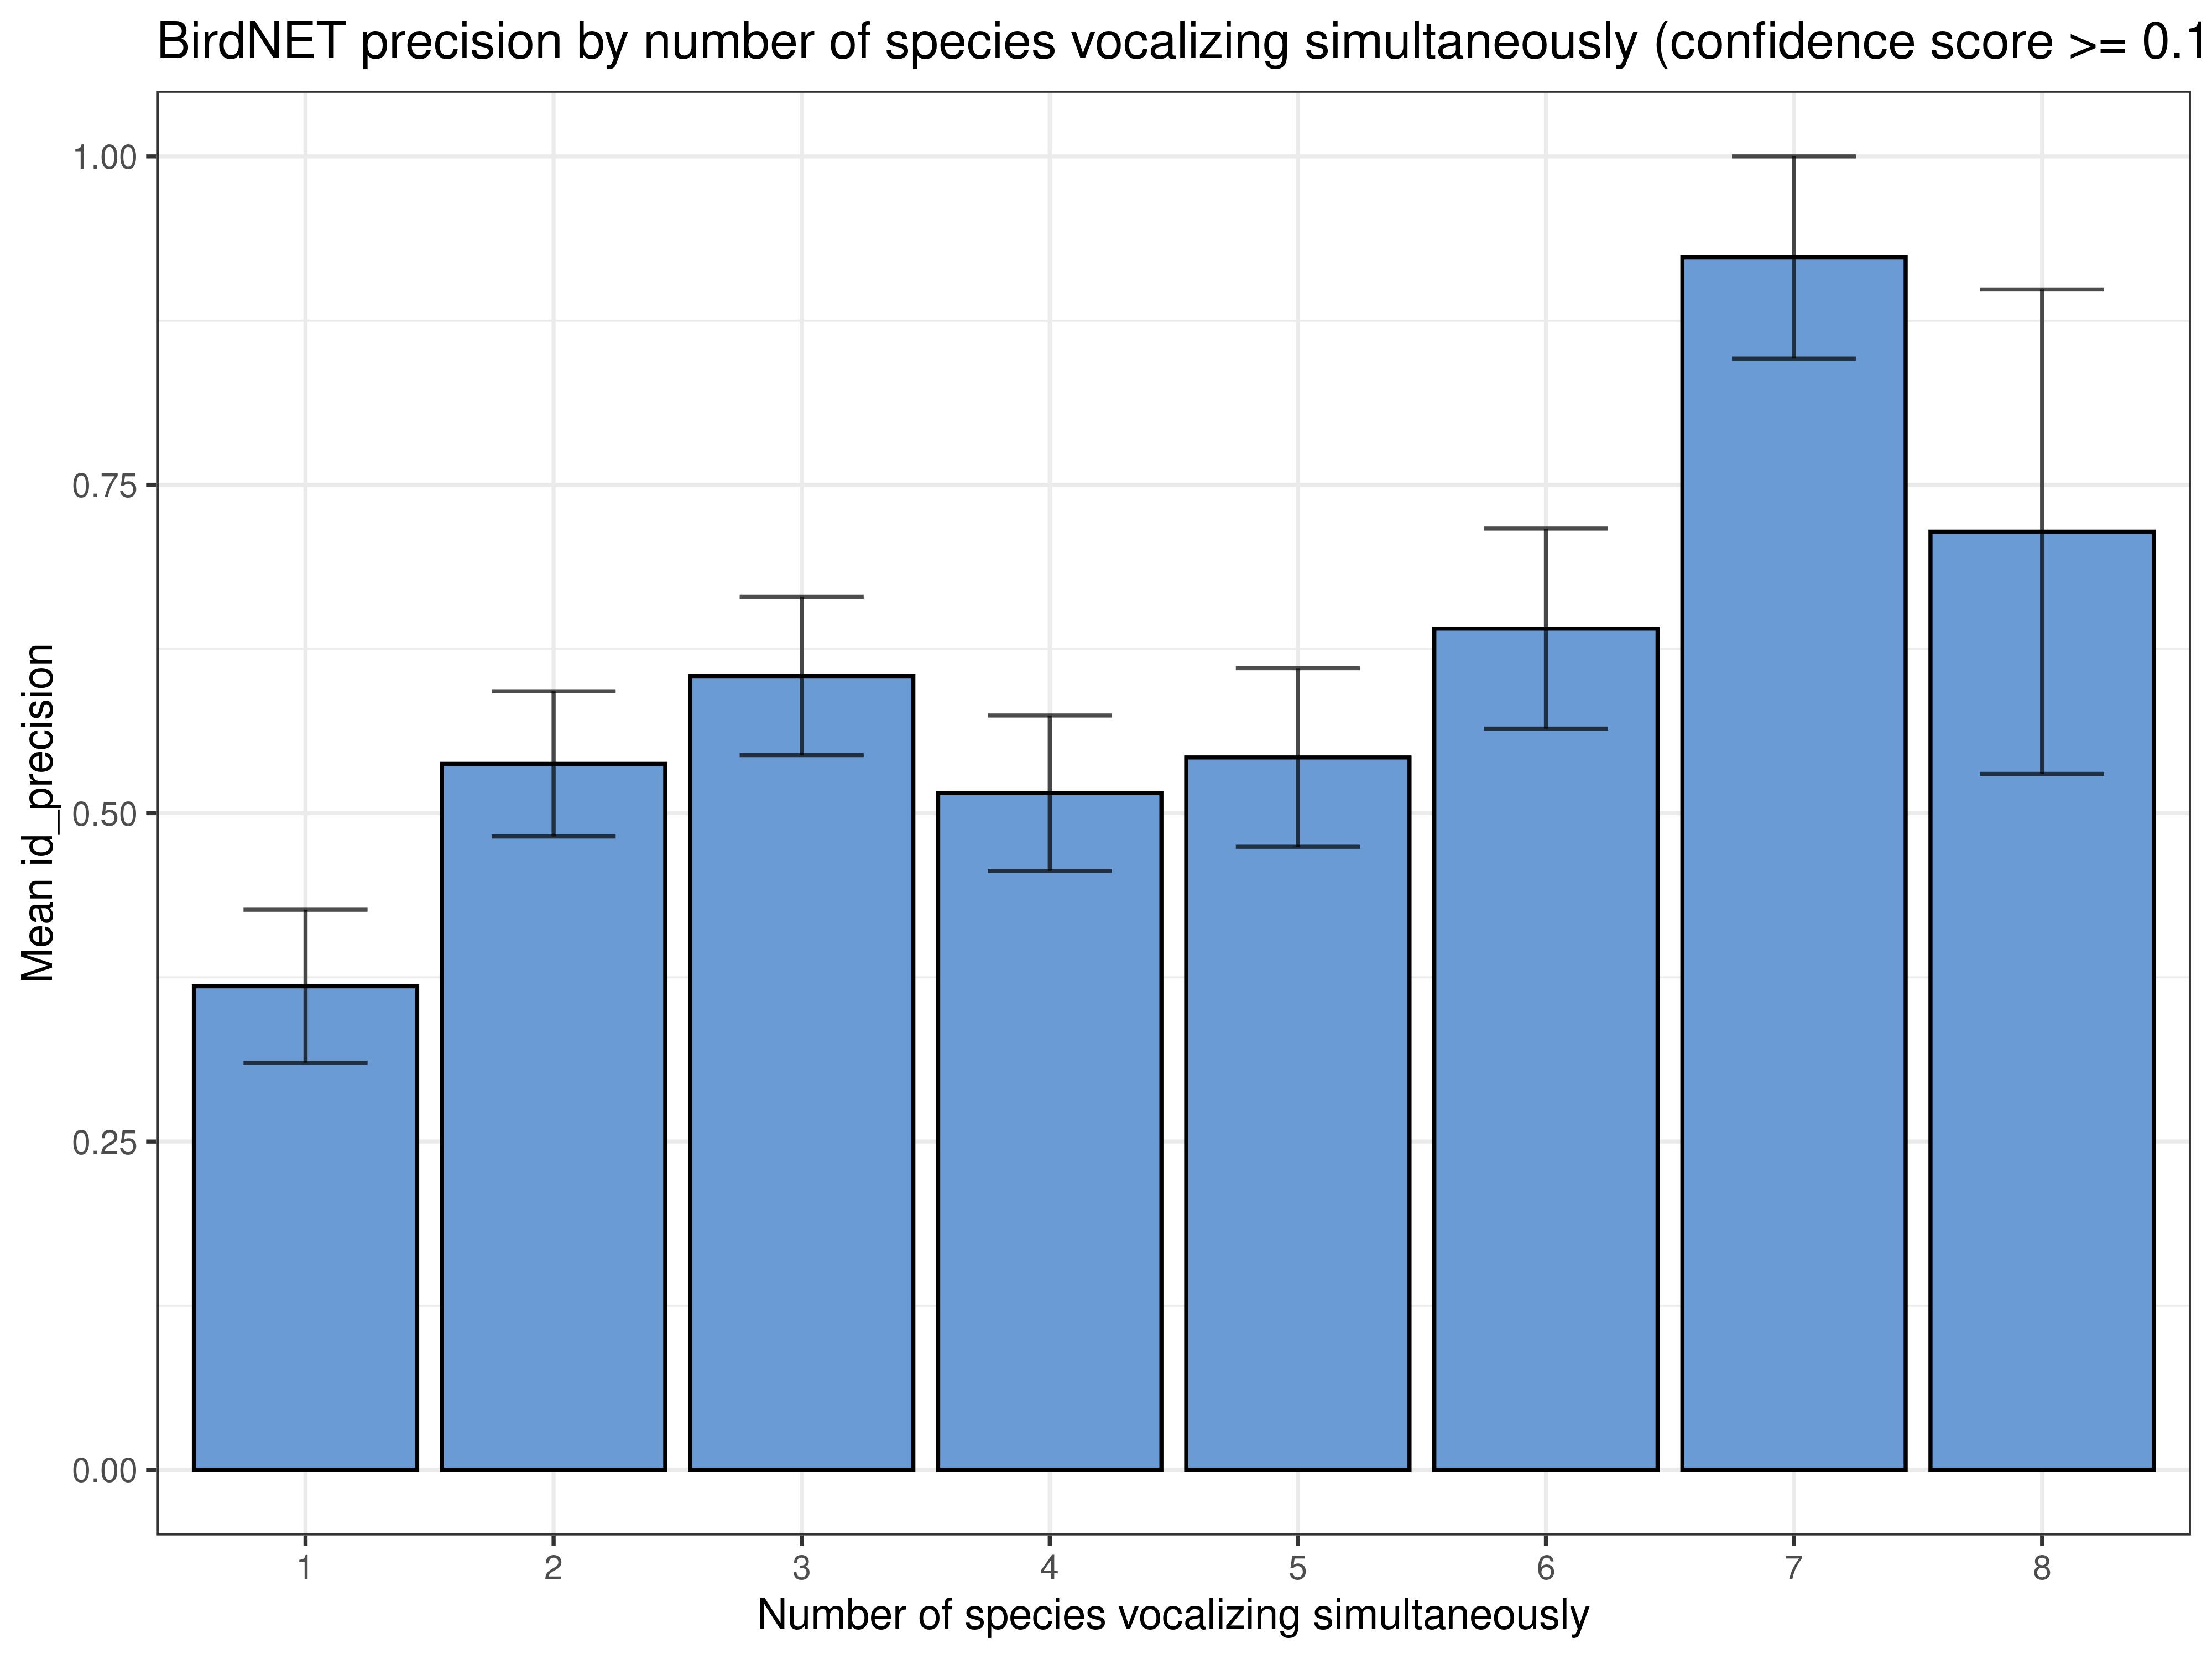 BirdNET precision by number of species vocalizing simultaneously (confidence score >= 0.1
1.00
0.75
0.50
0.25
0.00
Mean id_precision
1 2 3 4 5 6 7 8
Number of species vocalizing simultaneously